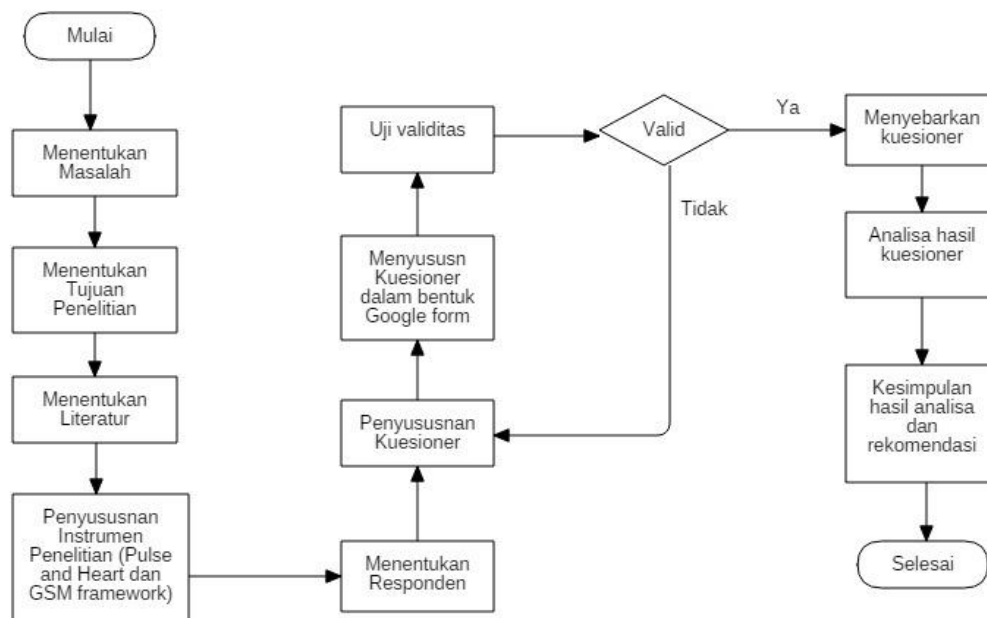 Mulai
Menentukan
Masalah
Menentukan
Tujuan
Penelitian
Menentukan
Literatur
Penyususnan
Instrumen
Penelitian (Pulse
and Heart dan
GSM framework)
Menentukan
Responden
Penyususnan
Kuesioner
Menyususn
Kuesioner
dalam bentuk
Google form
Uji validitas
Valid
Ya
Tidak
Menyebarkan
kuesioner
Analisa hasil
kuesioner
Kesimpulan
hasil analisa
dan
rekomendasi
Selesai